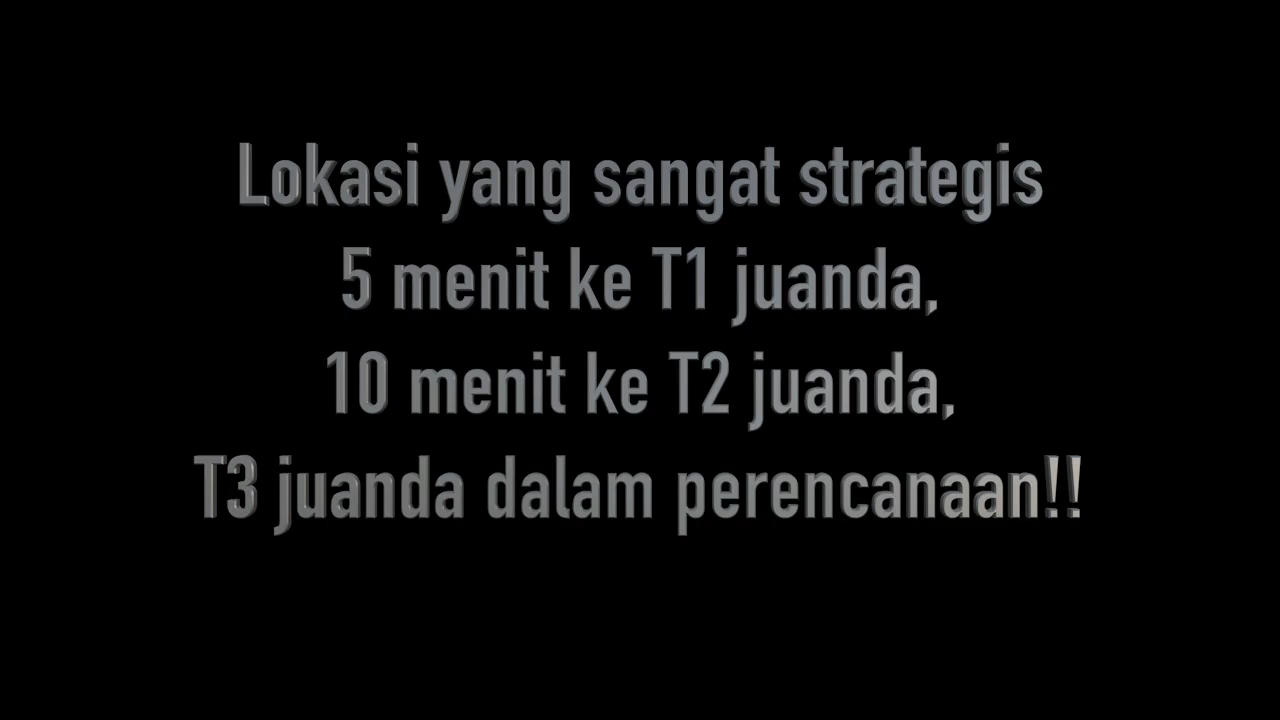 Lokasi yang sangat strategis
5 menit ke T1 juanda,
10 menit ke T2 juanda,
T3 juanda dalam perencanaan!!